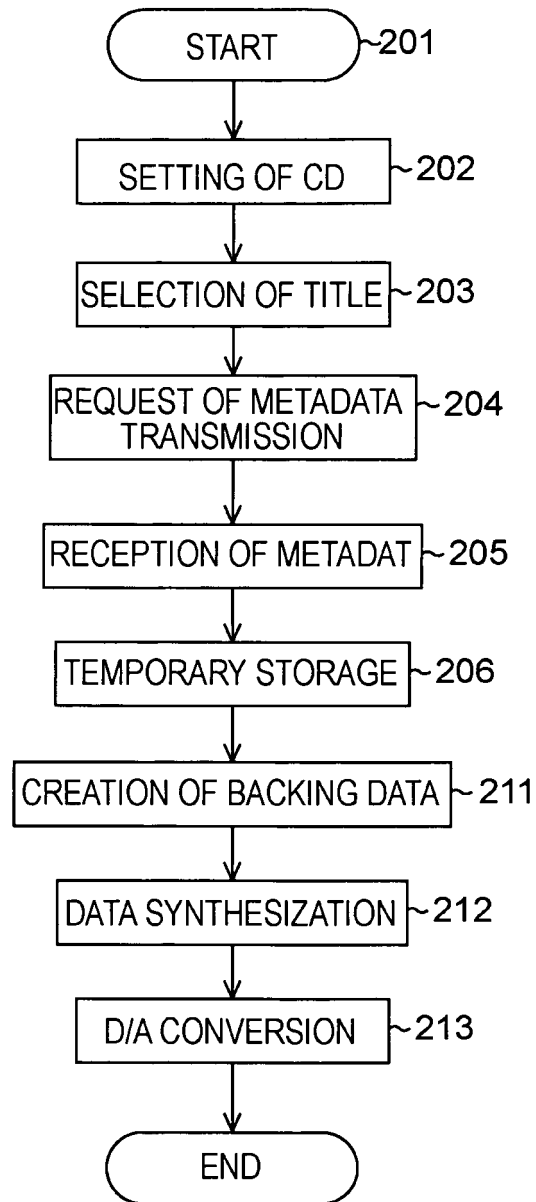 START
201
SETTING OF CD
202
SELECTION OF TITLE
203
REQUEST OF METADATA
TRANSMISSION
204
RECEPTION OF METADAT
205
TEMPORARY STORAGE
206
CREATION OF BACKING DATA
211
DATA SYNTHESIZATION
212
D/A CONVERSION
213
END